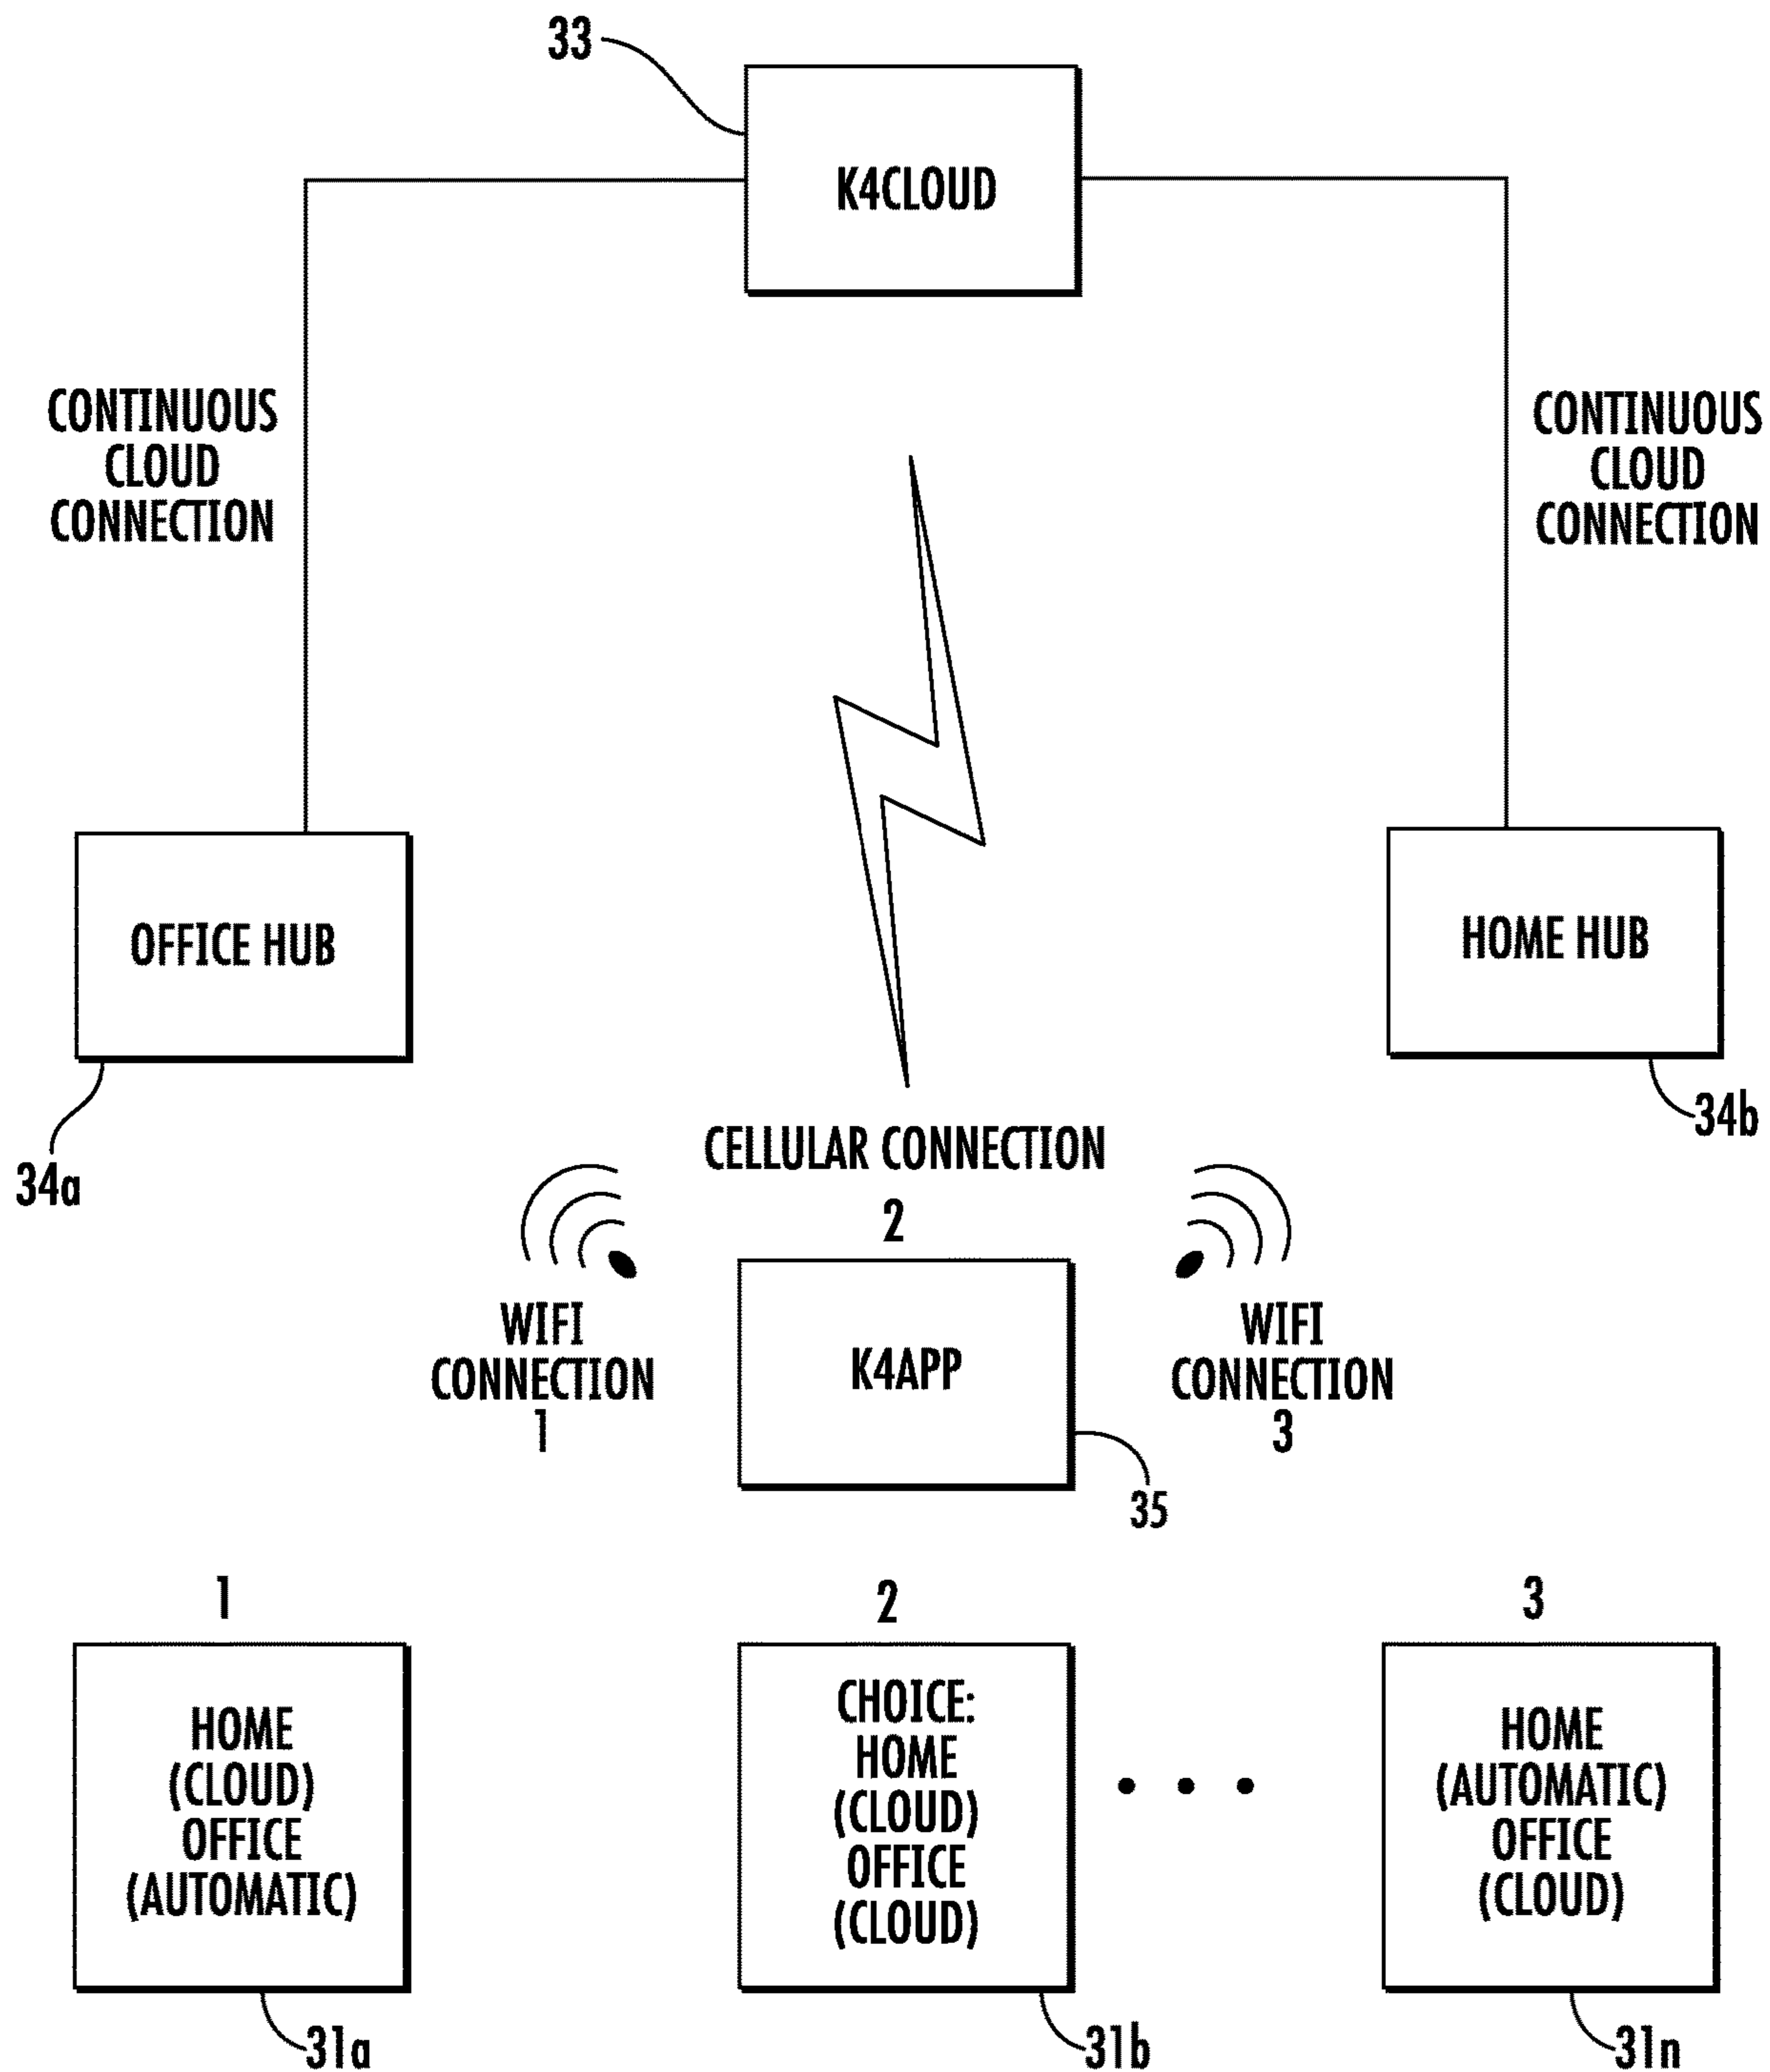 33
K4CLOUD
CONTINUOUS
CLOUD
CONNECTION
CONTINUOUS
CLOUD
CONNECTION
OFFICE HUB
HOME HUB
34a
34b
CELLULAR CONNECTION
2
WIFI
CONNECTION
1
K4APP
WIFI
CONNECTION
3
35
1
HOME
(CLOUD)
OFFICE
(AUTOMATIC)
31a
2
CHOICE:
HOME
(CLOUD)
OFFICE
(CLOUD)
31b
3
HOME
(AUTOMATIC)
OFFICE
(CLOUD)
31n